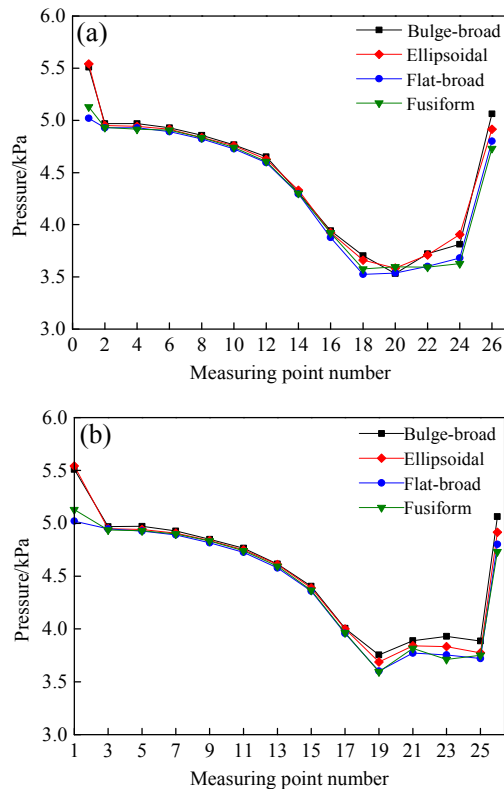 (a)
Bulge-broad
Ellipsoidal
Flat-broad
Fusiform
Pressure/kPa
6.0
5.5
5.0
4.5
4.0
3.5
3.0
0 2 4 6 8 10 12 14 16 18 20 22 24 26
Measuring point number
(b)
Bulge-broad
Ellipsoidal
Flat-broad
Fusiform
Pressure/kPa
6.0
5.5
5.0
4.5
4.0
3.5
3.0
1 3 5 7 9 11 13 15 17 19 21 23 25
Measuring point number